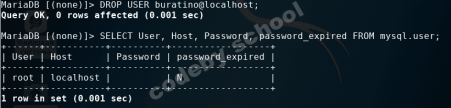 MariaDB [(none)]> DROP USER buratino@localhost;
Query OK, 0 rows affected (0.001 sec)
MariaDB [(none)]> SELECT User, Host, Password, password_expired FROM mysql.user;
+------+-----------+----------+------------------+
| User | Host | Password | password_expired |
+------+-----------+----------+------------------+
| root | localhost | | N |
+------+-----------+----------+------------------+
1 row in set (0.001 sec)
codeby.school